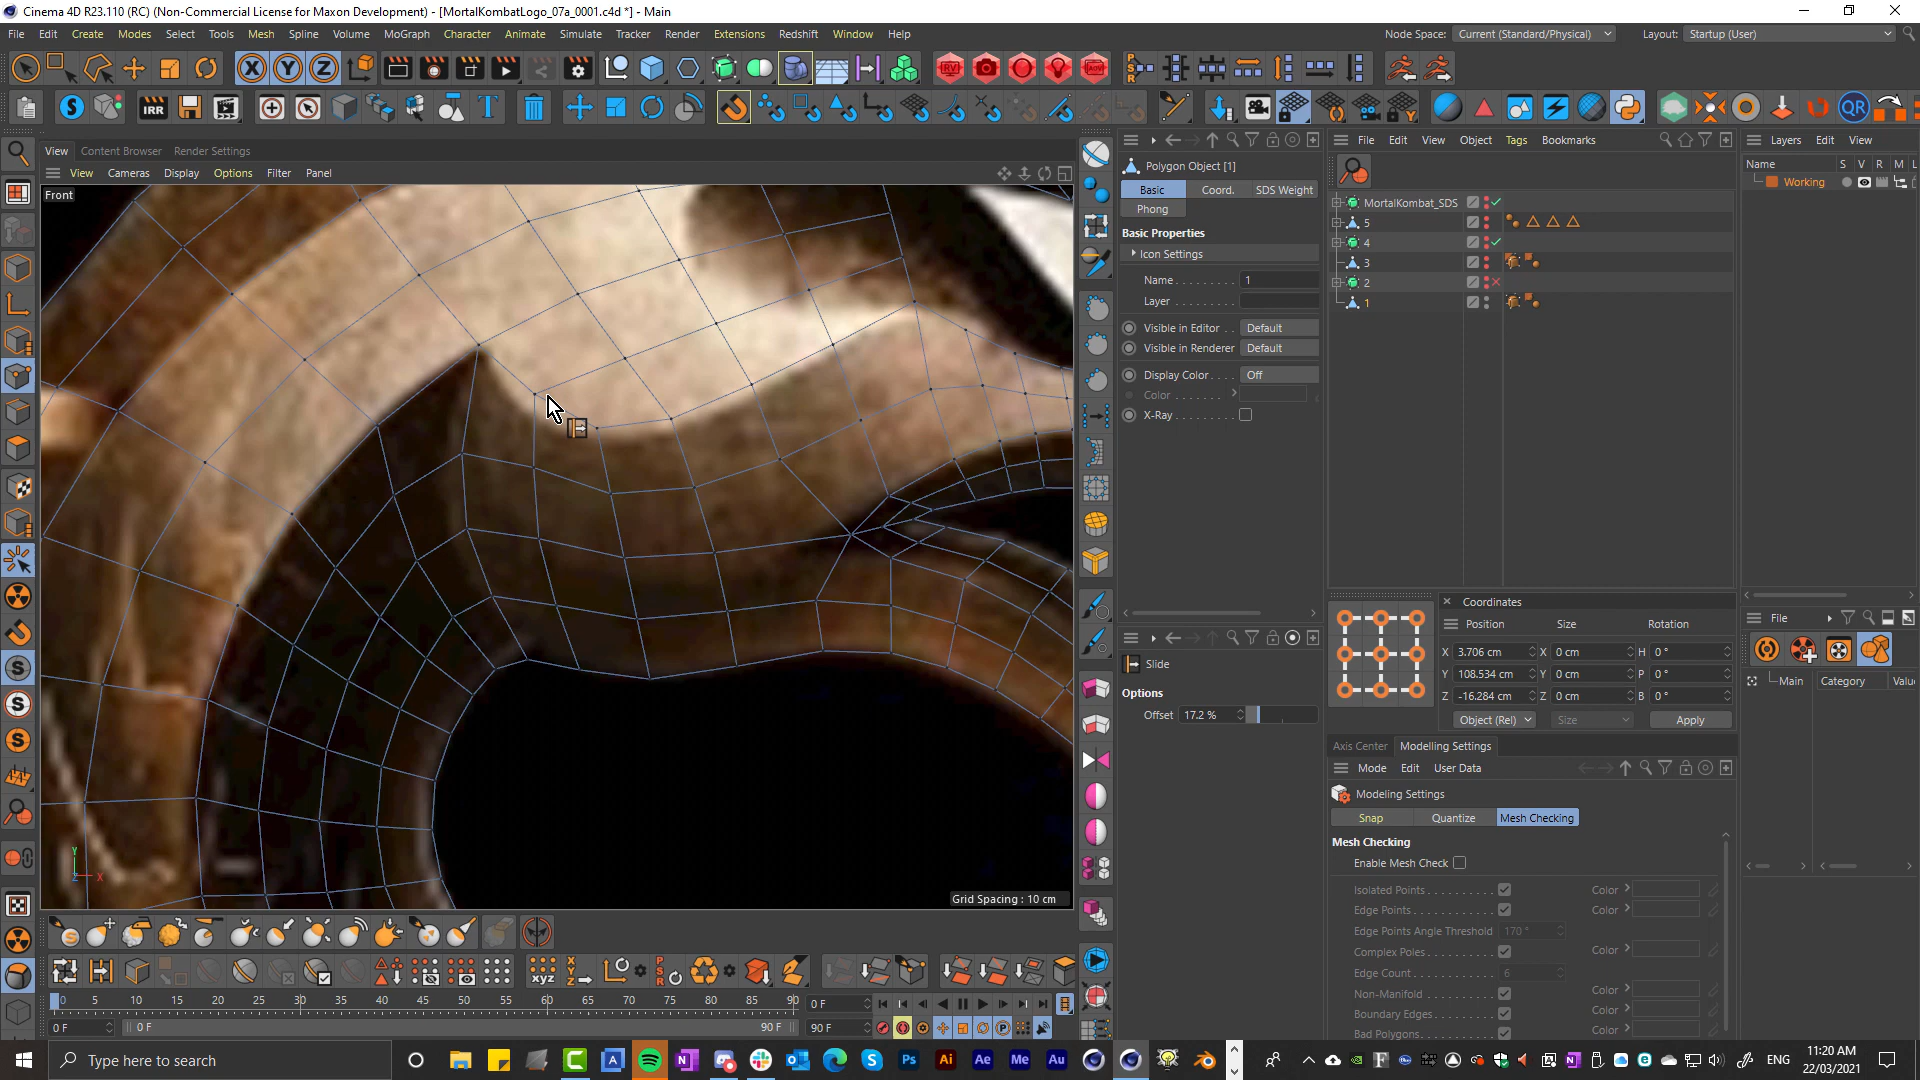 Cinema 4D R23.110 (RC) (Non-Commercial License for Maxon Development) - [MortalKombatLogo_07a_0001.c4d *] - Main
File Edit Create Modes Select Tools Mesh Spline Volume MoGraph Character Animate Simulate Tracker Render Extensions Redshift Window Help
Node Space: Current (Standard/Physical) Layout: Startup (User)
IRR
QR
View Content Browser Render Settings
View Cameras Display Options Filter Panel
Front
Y
X
Z
Grid Spacing : 10 cm
Polygon Object [1]
Basic Coord. SDS Weight
Phong
Basic Properties
Icon Settings
Name 1
Layer
Visible in Editor Default
Visible in Renderer Default
Display Color Off
Color
X-Ray
Slide
Options
Offset 17.2 %
File Edit View Object Tags Bookmarks
MortalKombat_SDS
5
4
3
2
1
Layers Edit View
Name S V R M L
Working
Coordinates
Position Size Rotation
X 3.706 cm X 0 cm H 0 °
Y 108.534 cm Y 0 cm P 0 °
Z -16.284 cm Z 0 cm B 0 °
Object (Rel) Size Apply
File
Main Category Valu
Axis Center Modelling Settings
Mode Edit User Data
Modeling Settings
Snap Quantize Mesh Checking
Mesh Checking
Enable Mesh Check
Isolated Points Color
Edge Points Color
Edge Points Angle Threshold 170 °
Complex Poles Color
Edge Count 6
Non-Manifold Color
Boundary Edges Color
Bad Polygons Color
0 5 10 15 20 25 30 35 40 45 50 55 60 65 70 75 80 85 90 0 F
0 F 0 F 90 F 90 F
Type here to search
ENG
11:20 AM
22/03/2021